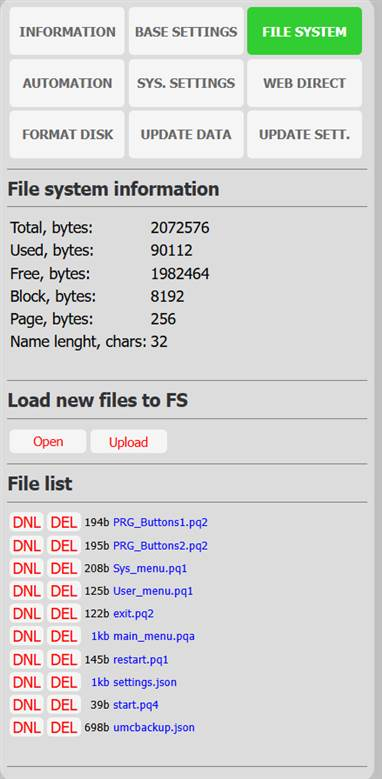 INFORMATION BASE SETTINGS FILE SYSTEM
AUTOMATION SYS. SETTINGS WEB DIRECT
FORMAT DISK UPDATE DATA UPDATE SETT.
File system information
Total, bytes: 2072576
Used, bytes: 90112
Free, bytes: 1982464
Block, bytes: 8192
Page, bytes: 256
Name lenght, chars: 32
Load new files to FS
Open Upload
File list
DNL DEL 194b PRG_Buttons1.pq2
DNL DEL 195b PRG_Buttons2.pq2
DNL DEL 208b Sys_menu.pq1
DNL DEL 125b User_menu.pq1
DNL DEL 122b exit.pq2
DNL DEL 1kb main_menu.pqa
DNL DEL 145b restart.pq1
DNL DEL 1kb settings.json
DNL DEL 39b start.pq4
DNL DEL 698b umcbackup.json